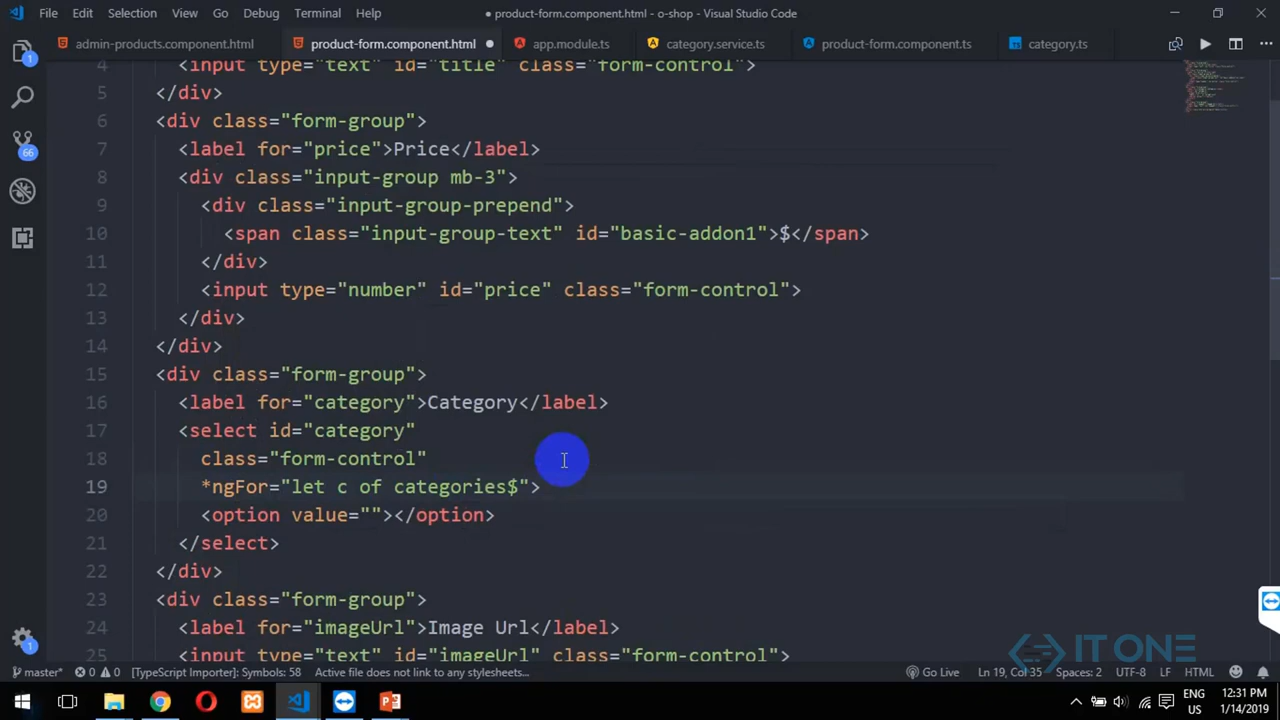 File Edit Selection View Go Debug Terminal Help
● product-form.component.html - o-shop - Visual Studio Code
admin-products.component.html product-form.component.html app.module.ts category.service.ts product-form.component.ts category.ts
4 <input type="text" id="title" class="form-control">
5 </div>
6 <div class="form-group">
7 <label for="price">Price</label>
8 <div class="input-group mb-3">
9 <div class="input-group-prepend">
10 <span class="input-group-text" id="basic-addon1">$</span>
11 </div>
12 <input type="number" id="price" class="form-control">
13 </div>
14 </div>
15 <div class="form-group">
16 <label for="category">Category</label>
17 <select id="category"
18 class="form-control"
19 *ngFor="let c of categories$">
20 <option value=""></option>
21 </select>
22 </div>
23 <div class="form-group">
24 <label for="imageUrl">Image Url</label>
25 <input type="text" id="imageUrl" class="form-control">
1
66
1
IT ONE
master* 0 0 [TypeScript Importer]: Symbols: 58 Active file does not link to any stylesheets... Go Live Ln 19, Col 35 Spaces: 2 UTF-8 LF HTML 1
ENG 12:31 PM
US 1/14/2019